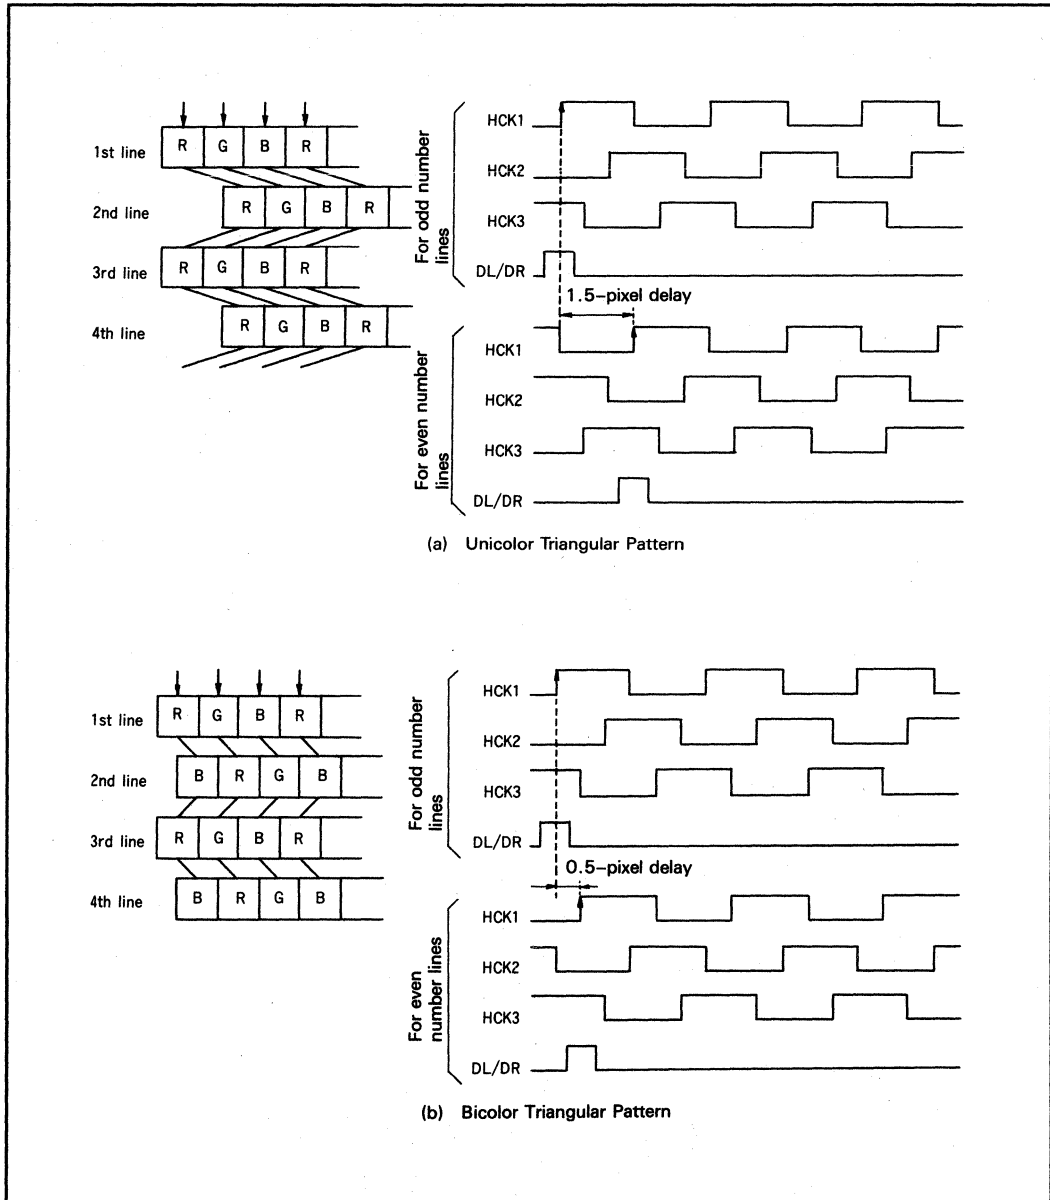 1st line R G B R
2nd line R G B R
3rd line R G B R
4th line R G B R
For odd number
lines
HCK1
HCK2
HCK3
DL/DR
1.5-pixel delay
For even number
lines
HCK1
HCK2
HCK3
DL/DR
(a) Unicolor Triangular Pattern
1st line R G B R
2nd line B R G B
3rd line R G B R
4th line B R G B
For odd number
lines
HCK1
HCK2
HCK3
DL/DR
0.5-pixel delay
For even
number lines
HCK1
HCK2
HCK3
DL/DR
(b) Bicolor Triangular Pattern